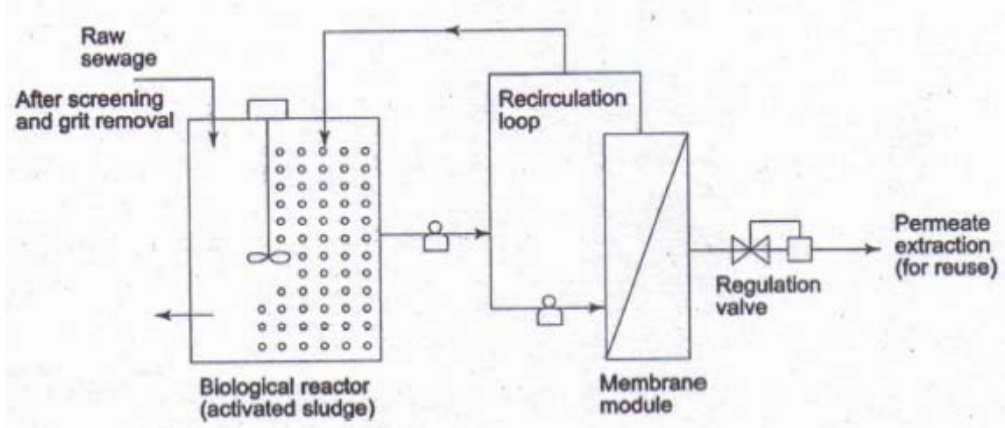 Raw
sewage
After screening
and grit removal
Recirculation
loop
Permeate
extraction
(for reuse)
Regulation
valve
Biological reactor
(activated sludge)
Membrane
module